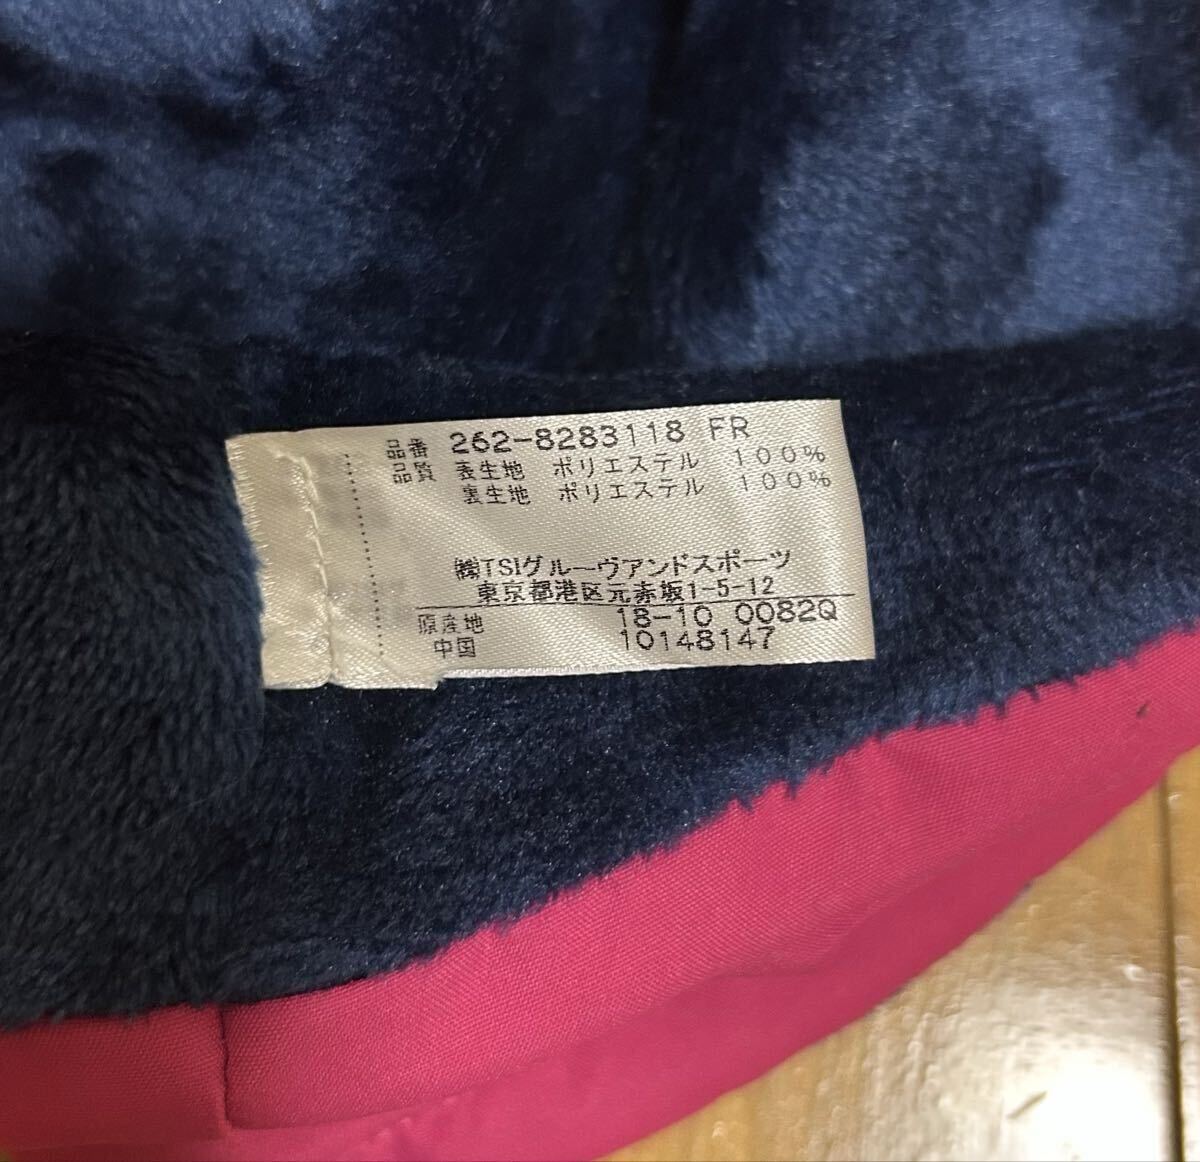 品番 262-8283118 FR
品質 表生地 ポリエステル 100%
裏生地 ポリエステル 100%
㈱TSIグルーヴアンドスポーツ
東京都港区元赤坂1-5-12
原産地 18-10 0082Q
中国 10148147